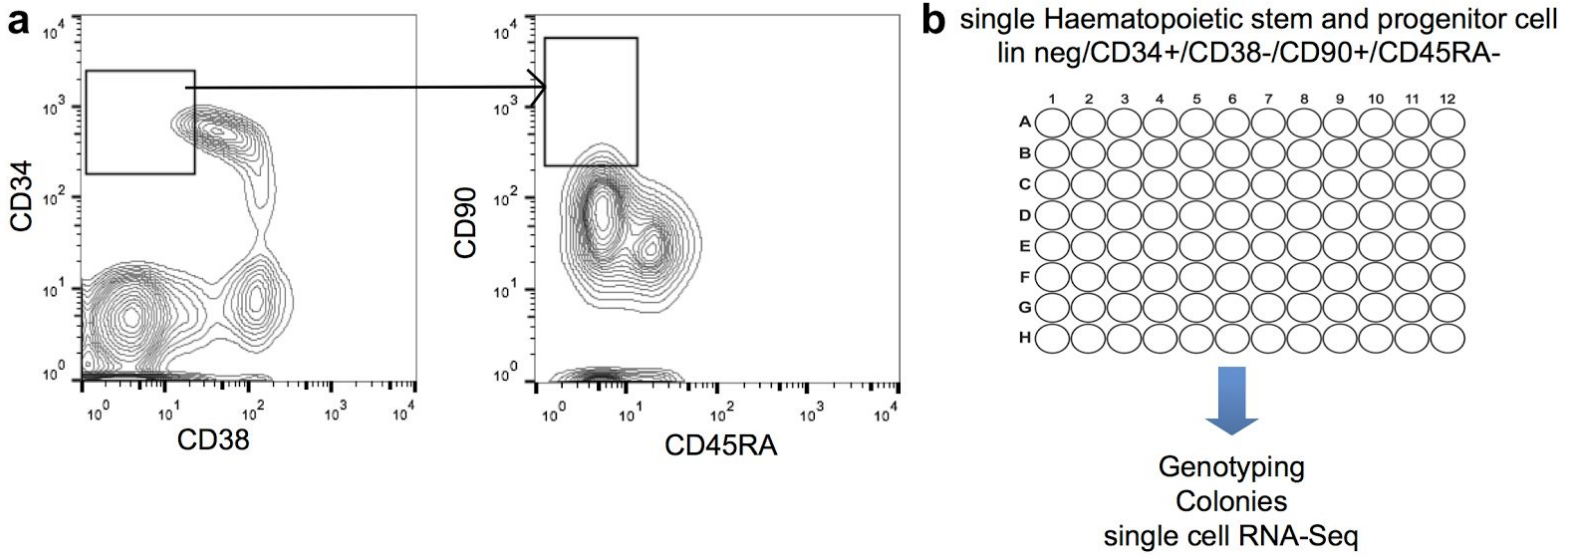 a
10^4
10^3
10^2
10^1
10^0
CD34
10^0 10^1 10^2 10^3 10^4
CD38
10^4
10^3
10^2
10^1
10^0
CD90
10^0 10^1 10^2 10^3 10^4
CD45RA
b single Haematopoietic stem and progenitor cell
lin neg/CD34+/CD38-/CD90+/CD45RA-
1 2 3 4 5 6 7 8 9 10 11 12
A
B
C
D
E
F
G
H
Genotyping
Colonies
single cell RNA-Seq